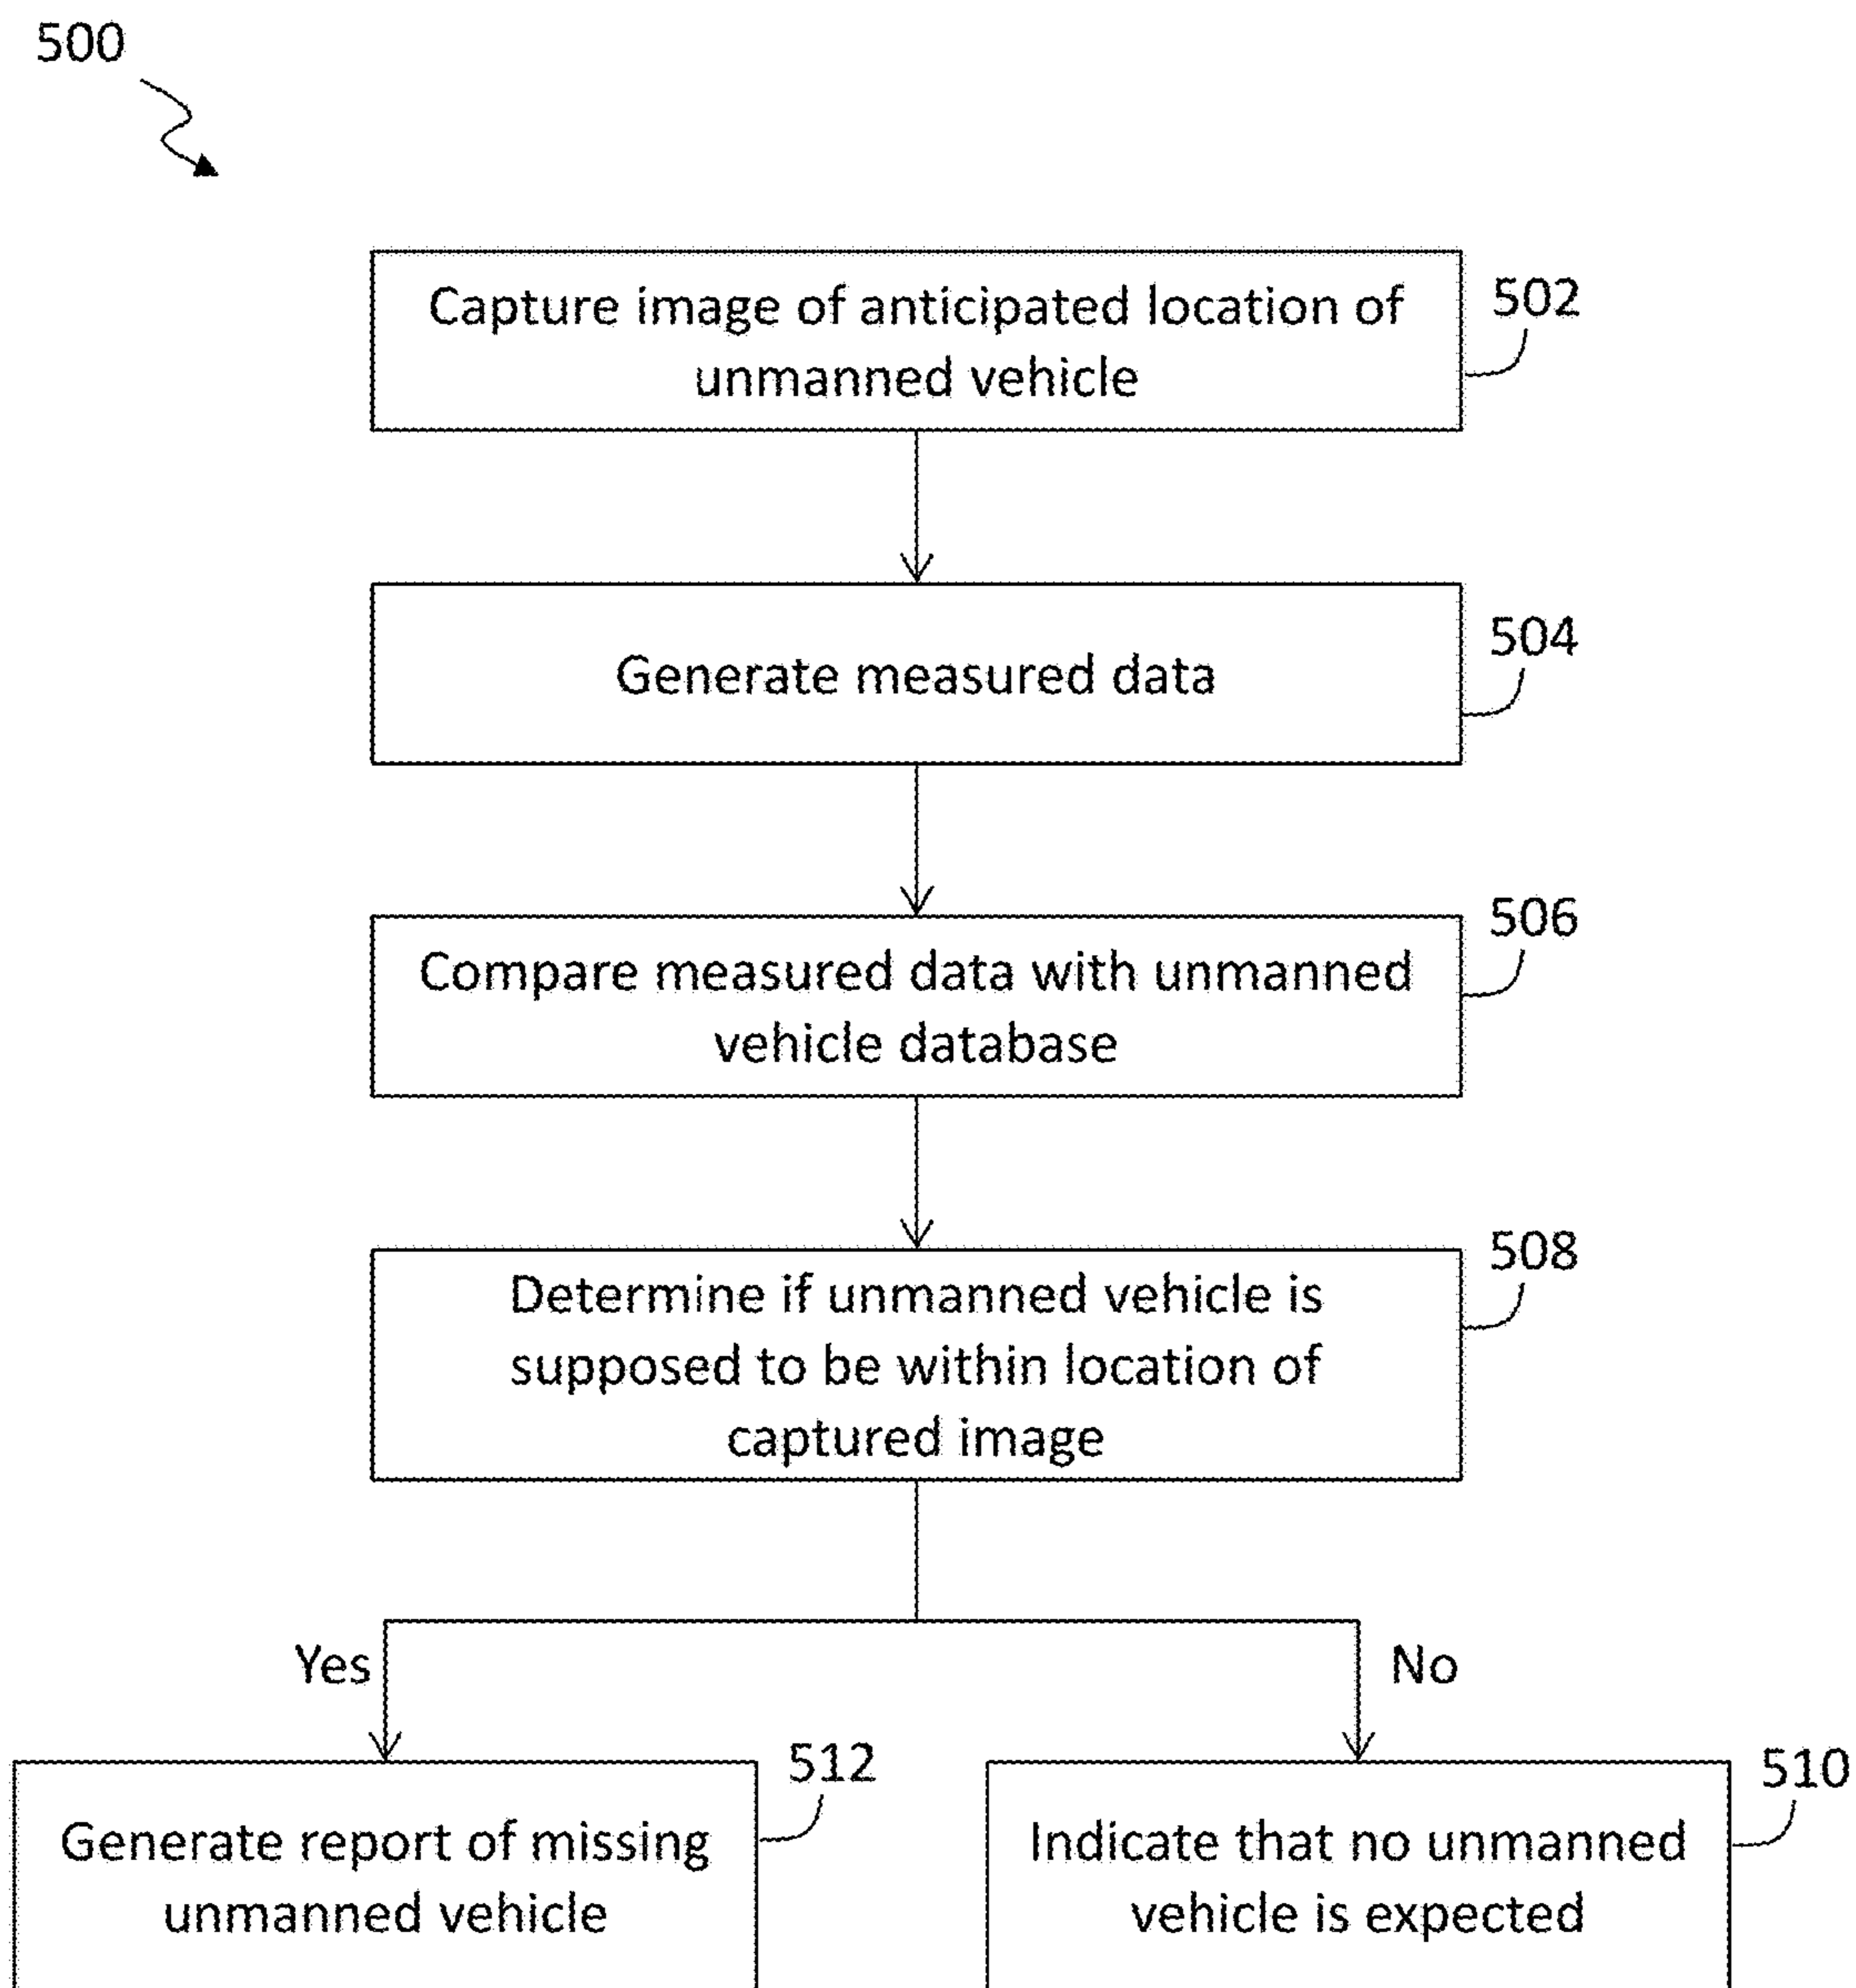 500
Capture image of anticipated location of
unmanned vehicle
502
Generate measured data
504
Compare measured data with unmanned
vehicle database
506
Determine if unmanned vehicle is
supposed to be within location of
captured image
508
Yes
No
Generate report of missing
unmanned vehicle
512
Indicate that no unmanned
vehicle is expected
510